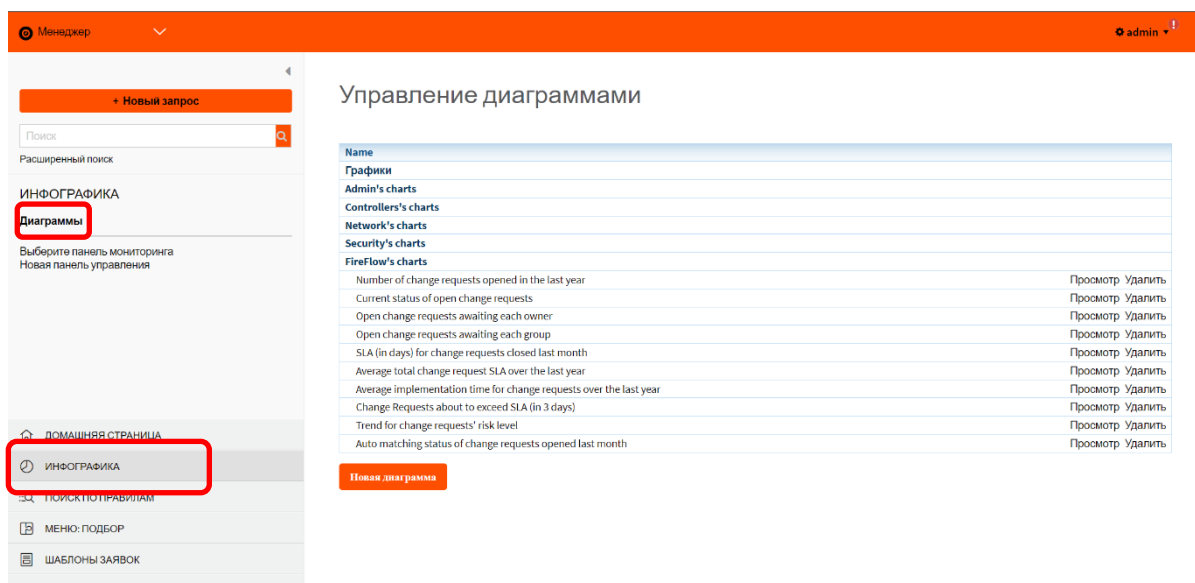 Менеджер
admin
!
+ Новый запрос
Поиск
Расширенный поиск
ИНФОГРАФИКА
Диаграммы
Выберите панель мониторинга
Новая панель управления
ДОМАШНЯЯ СТРАНИЦА
ИНФОГРАФИКА
ПОИСК ПО ПРАВИЛАМ
МЕНЮ: ПОДБОР
ШАБЛОНЫ ЗАЯВОК
Управление диаграммами
Name
Графики
Admin's charts
Controllers's charts
Network's charts
Security's charts
FireFlow's charts
Number of change requests opened in the last year Просмотр Удалить
Current status of open change requests Просмотр Удалить
Open change requests awaiting each owner Просмотр Удалить
Open change requests awaiting each group Просмотр Удалить
SLA (in days) for change requests closed last month Просмотр Удалить
Average total change request SLA over the last year Просмотр Удалить
Average implementation time for change requests over the last year Просмотр Удалить
Change Requests about to exceed SLA (in 3 days) Просмотр Удалить
Trend for change requests' risk level Просмотр Удалить
Auto matching status of change requests opened last month Просмотр Удалить
Новая диаграмма